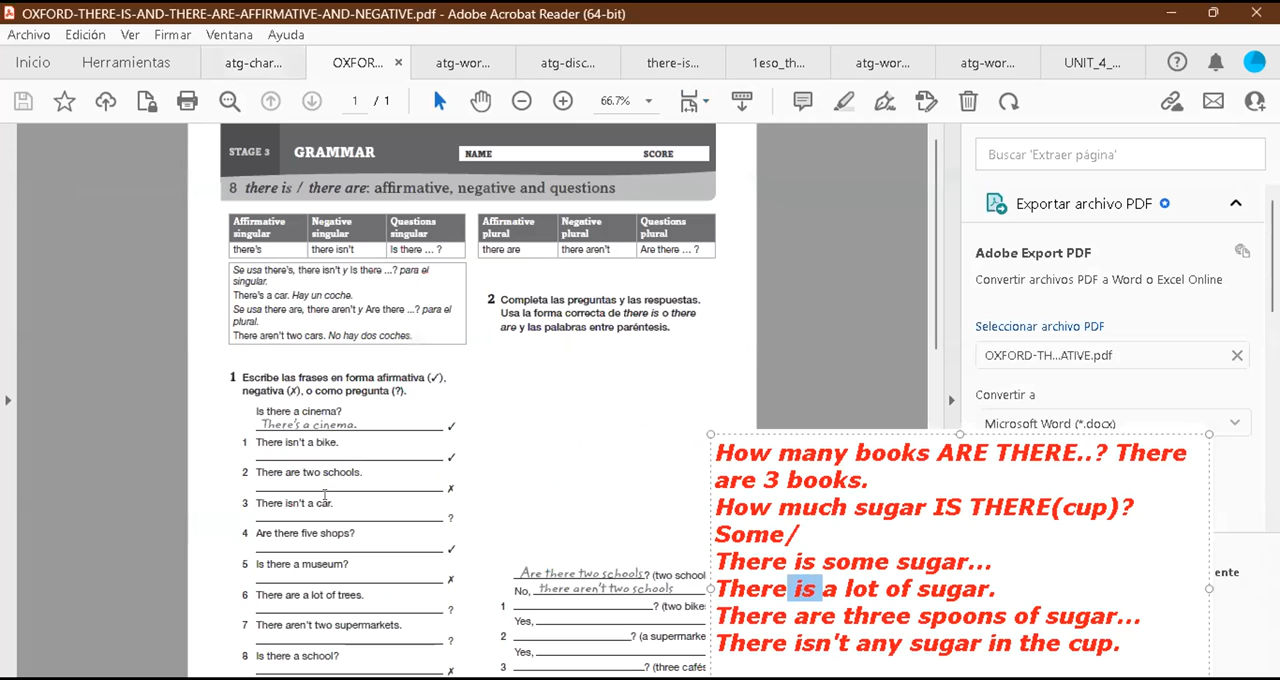 OXFORD-THERE-IS-AND-THERE-ARE-AFFIRMATIVE-AND-NEGATIVE.pdf - Adobe Acrobat Reader (64-bit)
Archivo Edición Ver Firmar Ventana Ayuda
Inicio Herramientas atg-char... OXFOR... atg-wor... atg-disc... there-is... 1eso_th... atg-wor... atg-wor... UNIT_4_...
1 / 1 66.7%
STAGE 3 GRAMMAR NAME SCORE
8 there is / there are: affirmative, negative and questions
Affirmative singular Negative singular Questions singular
there's there isn't Is there ... ?
Affirmative plural Negative plural Questions plural
there are there aren't Are there ... ?
Se usa there's, there isn't y Is there ...? para el
singular.
There's a car. Hay un coche.
Se usa there are, there aren't y Are there ...? para el
plural.
There aren't two cars. No hay dos coches.
1 Escribe las frases en forma afirmativa (✓),
negativa (✗), o como pregunta (?).
Is there a cinema?
There's a cinema. ✓
1 There isn't a bike.
✓
2 There are two schools.
✗
3 There isn't a car.
?
4 Are there five shops?
✓
5 Is there a museum?
✗
6 There are a lot of trees.
?
7 There aren't two supermarkets.
?
8 Is there a school?
✗
2 Completa las preguntas y las respuestas.
Usa la forma correcta de there is o there
are y las palabras entre paréntesis.
Are there two schools? (two school
No, there aren't two schools
1 ? (two bike
Yes,
2 ? (a supermarke
Yes,
3 ? (three cafés
How many books ARE THERE..? There
are 3 books.
How much sugar IS THERE(cup)?
Some/
There is some sugar...
There is a lot of sugar.
There are three spoons of sugar...
There isn't any sugar in the cup.
Buscar 'Extraer página'
Exportar archivo PDF
Adobe Export PDF
Convertir archivos PDF a Word o Excel Online
Seleccionar archivo PDF
OXFORD-TH...ATIVE.pdf
Convertir a
Microsoft Word (*.docx)
ente